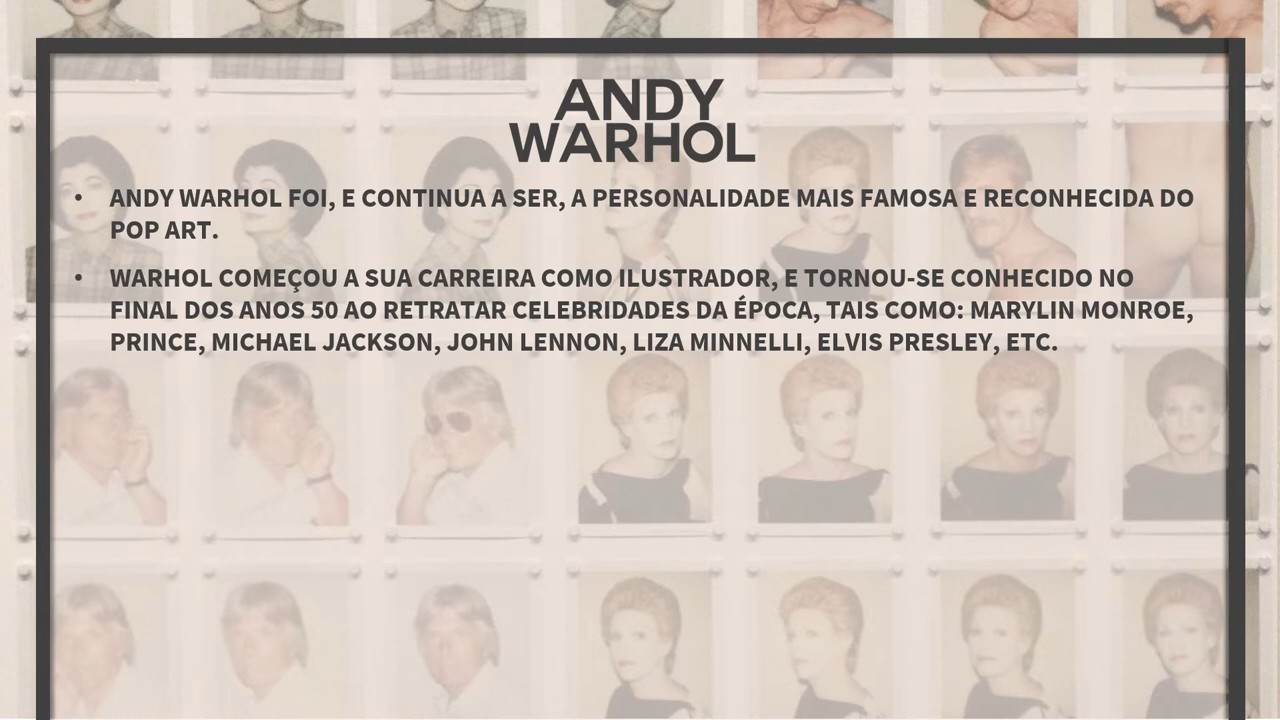 ANDY
WARHOL
• ANDY WARHOL FOI, E CONTINUA A SER, A PERSONALIDADE MAIS FAMOSA E RECONHECIDA DO
POP ART.
• WARHOL COMEÇOU A SUA CARREIRA COMO ILUSTRADOR, E TORNOU-SE CONHECIDO NO
FINAL DOS ANOS 50 AO RETRATAR CELEBRIDADES DA ÉPOCA, TAIS COMO: MARYLIN MONROE,
PRINCE, MICHAEL JACKSON, JOHN LENNON, LIZA MINNELLI, ELVIS PRESLEY, ETC.